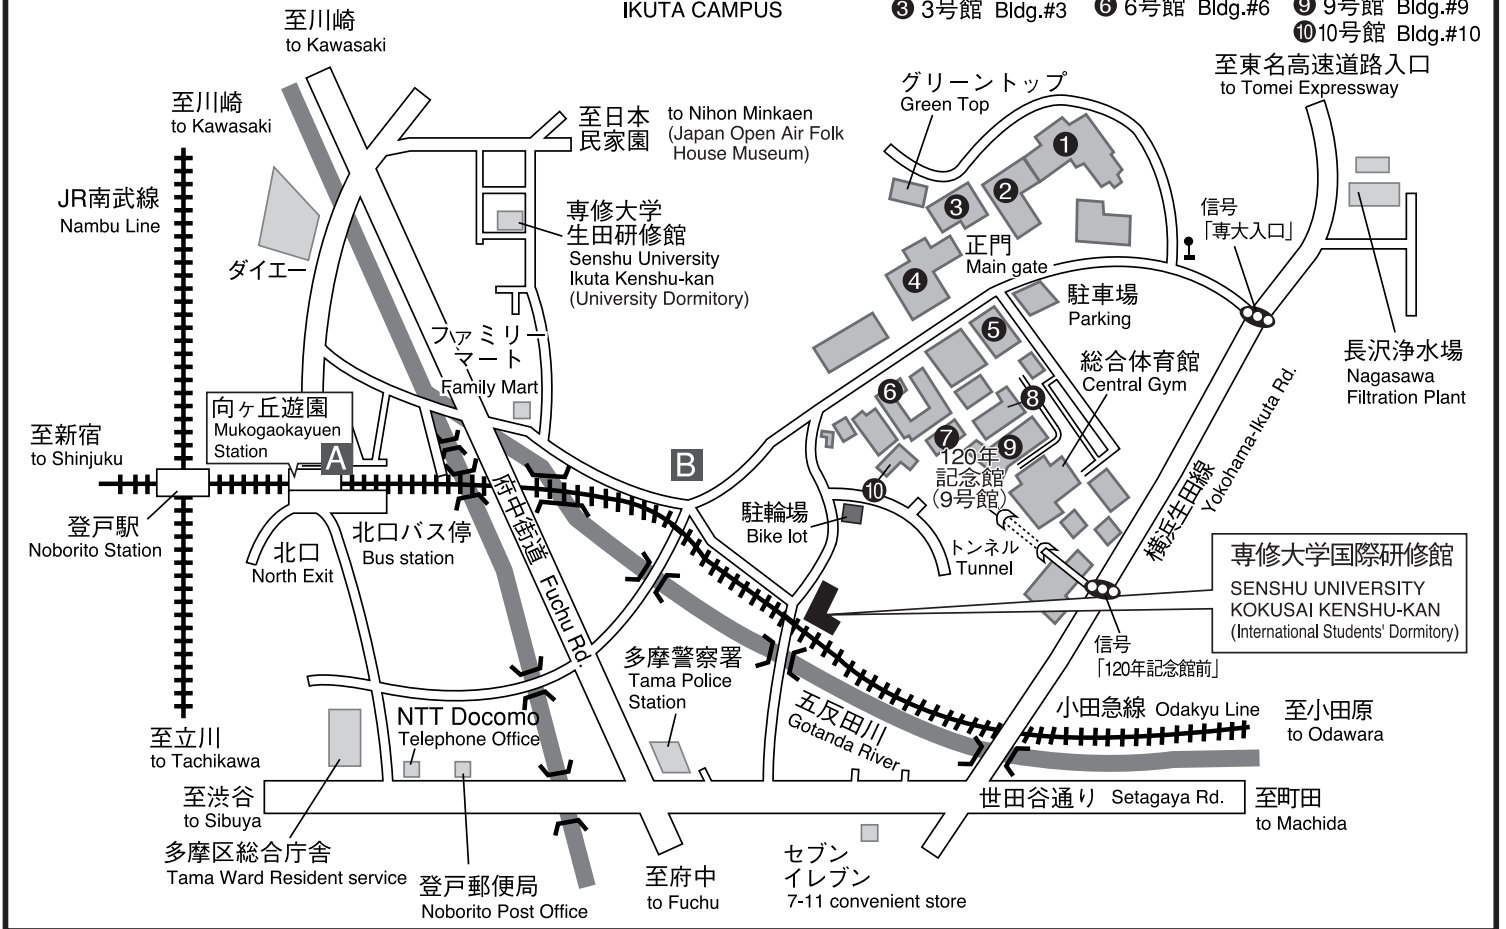 IKUTA CAMPUS
❸ 3号館 Bldg.#3
❻ 6号館 Bldg.#6
❾ 9号館 Bldg.#9
❿10号館 Bldg.#10
至川崎
to Kawasaki
至川崎
to Kawasaki
至日本
民家園
to Nihon Minkaen
(Japan Open Air Folk
House Museum)
グリーントップ
Green Top
至東名高速道路入口
to Tomei Expressway
JR南武線
Nambu Line
ダイエー
専修大学
生田研修館
Senshu University
Ikuta Kenshu-kan
(University Dormitory)
❶
❷
❸
❹
正門
Main gate
信号
「専大入口」
駐車場
Parking
長沢浄水場
Nagasawa
Filtration Plant
ファミリー
マート
Family Mart
❺
❻
❼
❽
❾
❿
総合体育館
Central Gym
120年
記念館
(9号館)
横浜生田線
Yokohama-Ikuta Rd.
向ヶ丘遊園
Mukogaokayuen
Station
A
B
至新宿
to Shinjuku
登戸駅
Noborito Station
北口
North Exit
北口バス停
Bus station
府中街道 Fuchu Rd.
駐輪場
Bike lot
トンネル
Tunnel
専修大学国際研修館
SENSHU UNIVERSITY
KOKUSAI KENSHU-KAN
(International Students' Dormitory)
信号
「120年記念館前」
多摩警察署
Tama Police
Station
五反田川
Gotanda River
小田急線 Odakyu Line
至小田原
to Odawara
NTT Docomo
Telephone Office
至立川
to Tachikawa
至渋谷
to Sibuya
世田谷通り Setagaya Rd.
至町田
to Machida
多摩区総合庁舎
Tama Ward Resident service
登戸郵便局
Noborito Post Office
至府中
to Fuchu
セブン
イレブン
7-11 convenient store